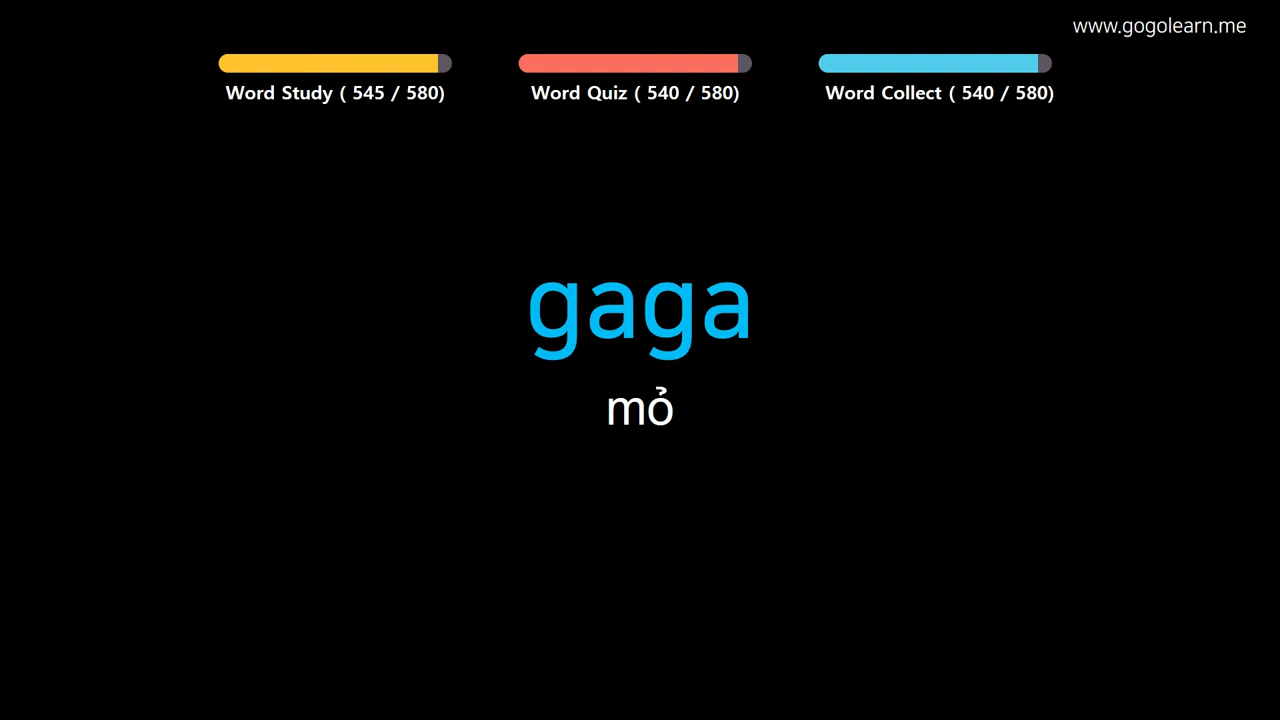 www.gogolearn.me
Word Study ( 545 / 580)
Word Quiz ( 540 / 580)
Word Collect ( 540 / 580)
gaga
mỏ